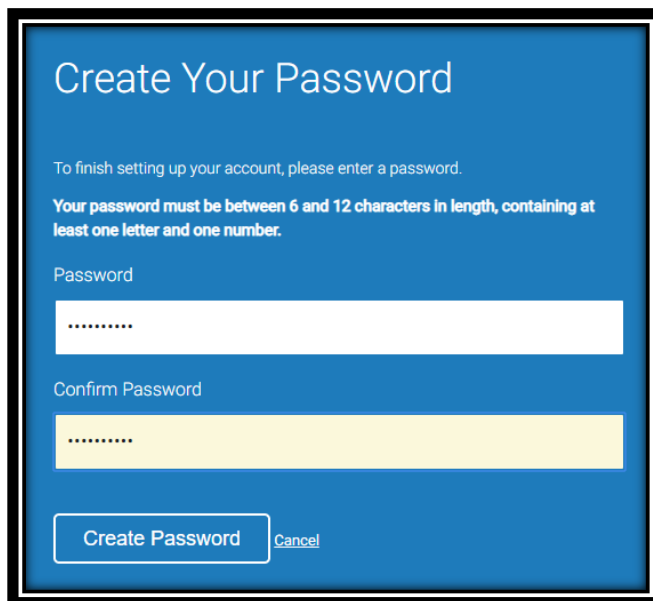 Create Your Password
To finish setting up your account, please enter a password.
Your password must be between 6 and 12 characters in length, containing at
least one letter and one number.
Password
••••••••••
Confirm Password
••••••••••
Create Password Cancel